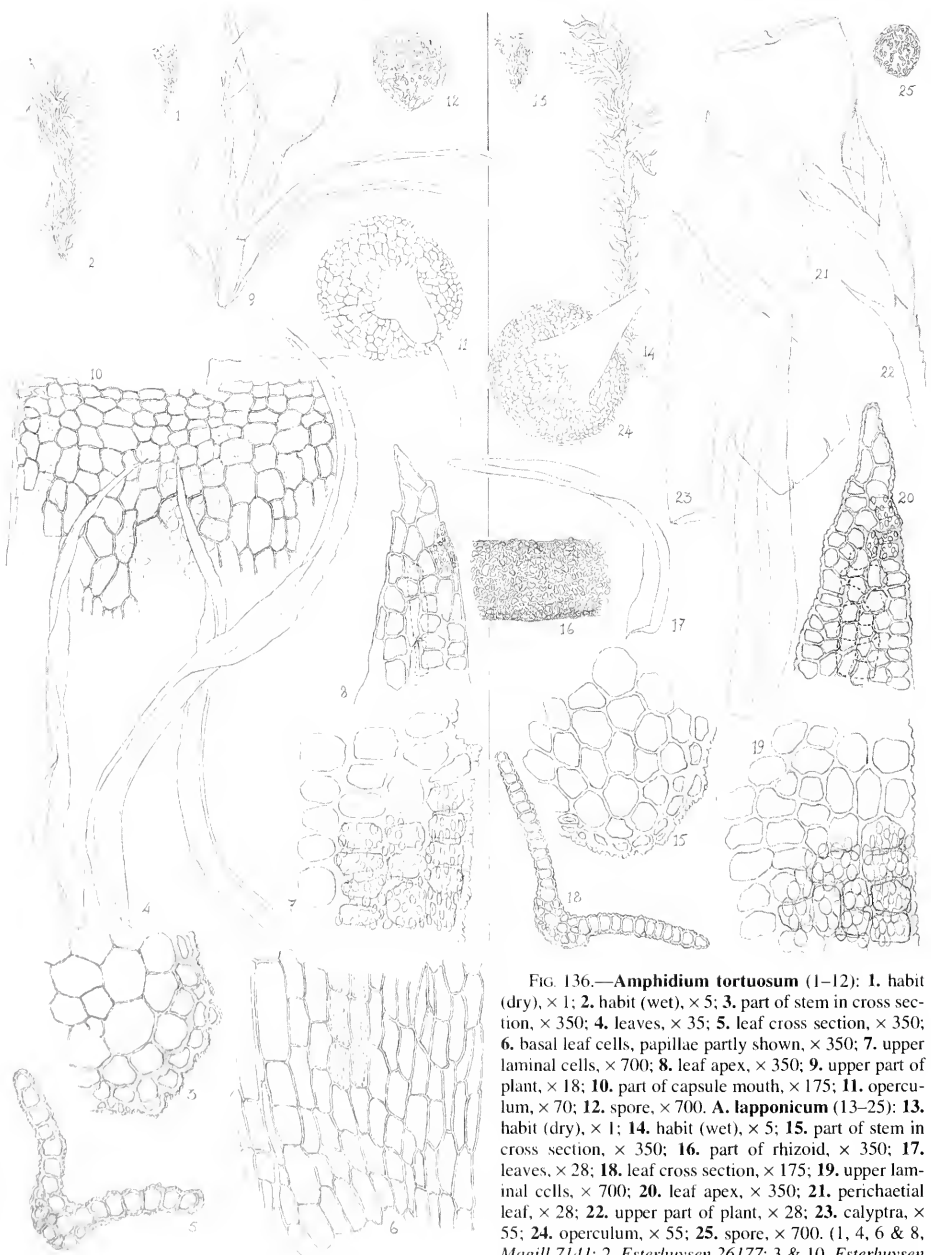 1
2
12
13
25
9
11
21
14
22
10
24
23
20
8
16
17
19
15
4
7
18
3
5
6
FIG. 136.—Amphidium tortuosum (1–12): 1. habit
(dry), × 1; 2. habit (wet), × 5; 3. part of stem in cross sec-
tion, × 350; 4. leaves, × 35; 5. leaf cross section, × 350;
6. basal leaf cells, papillae partly shown, × 350; 7. upper
laminal cells, × 700; 8. leaf apex, × 350; 9. upper part of
plant, × 18; 10. part of capsule mouth, × 175; 11. opercu-
lum, × 70; 12. spore, × 700. A. lapponicum (13–25): 13.
habit (dry), × 1; 14. habit (wet), × 5; 15. part of stem in
cross section, × 350; 16. part of rhizoid, × 350; 17.
leaves, × 28; 18. leaf cross section, × 175; 19. upper lam-
inal cells, × 700; 20. leaf apex, × 350; 21. perichaetial
leaf, × 28; 22. upper part of plant, × 28; 23. calyptra, ×
55; 24. operculum, × 55; 25. spore, × 700. (1, 4, 6 & 8,
Magill 7141; 2, Esterhuysen 26177; 3 & 10, Esterhuysen